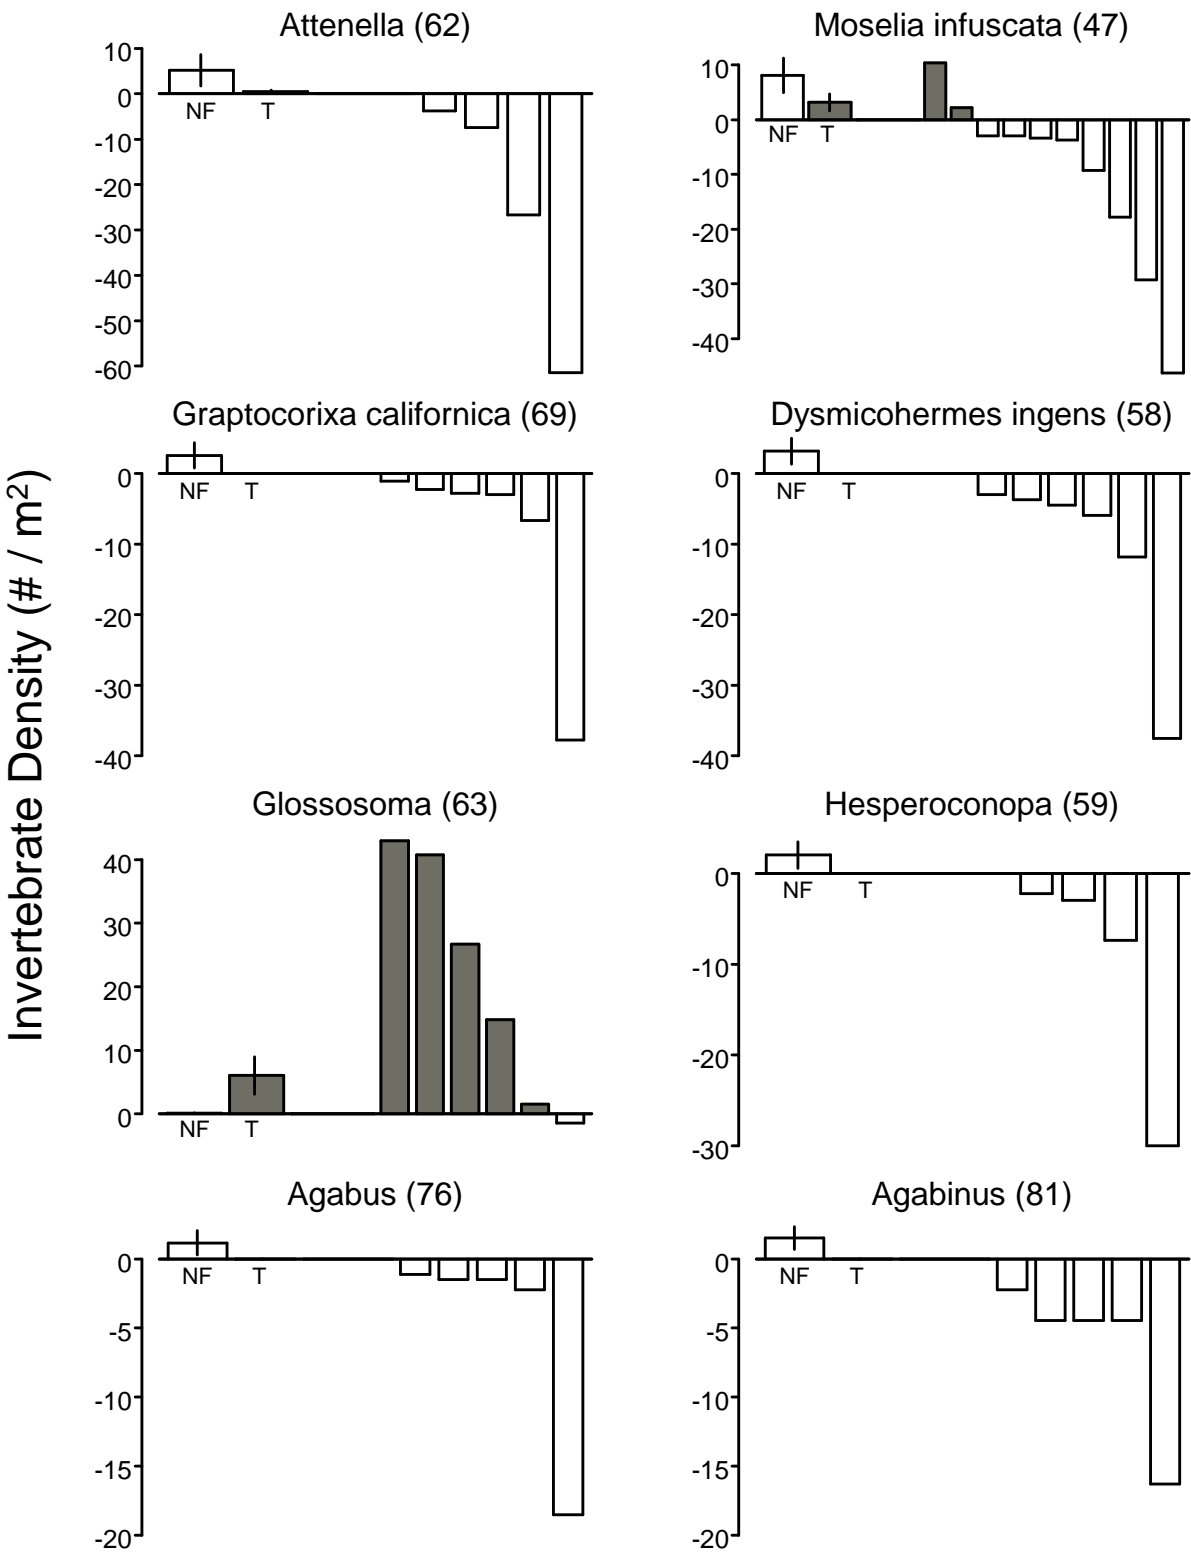 Invertebrate Density (# / m²)
Attenella (62)
10
0
-10
-20
-30
-40
-50
-60
NF T
Moselia infuscata (47)
10
0
-10
-20
-30
-40
NF T
Graptocorixa californica (69)
0
-10
-20
-30
-40
NF T
Dysmicohermes ingens (58)
0
-10
-20
-30
-40
NF T
Glossosoma (63)
40
30
20
10
0
NF T
Hesperoconopa (59)
0
-10
-20
-30
NF T
Agabus (76)
0
-5
-10
-15
-20
NF T
Agabinus (81)
0
-5
-10
-15
-20
NF T